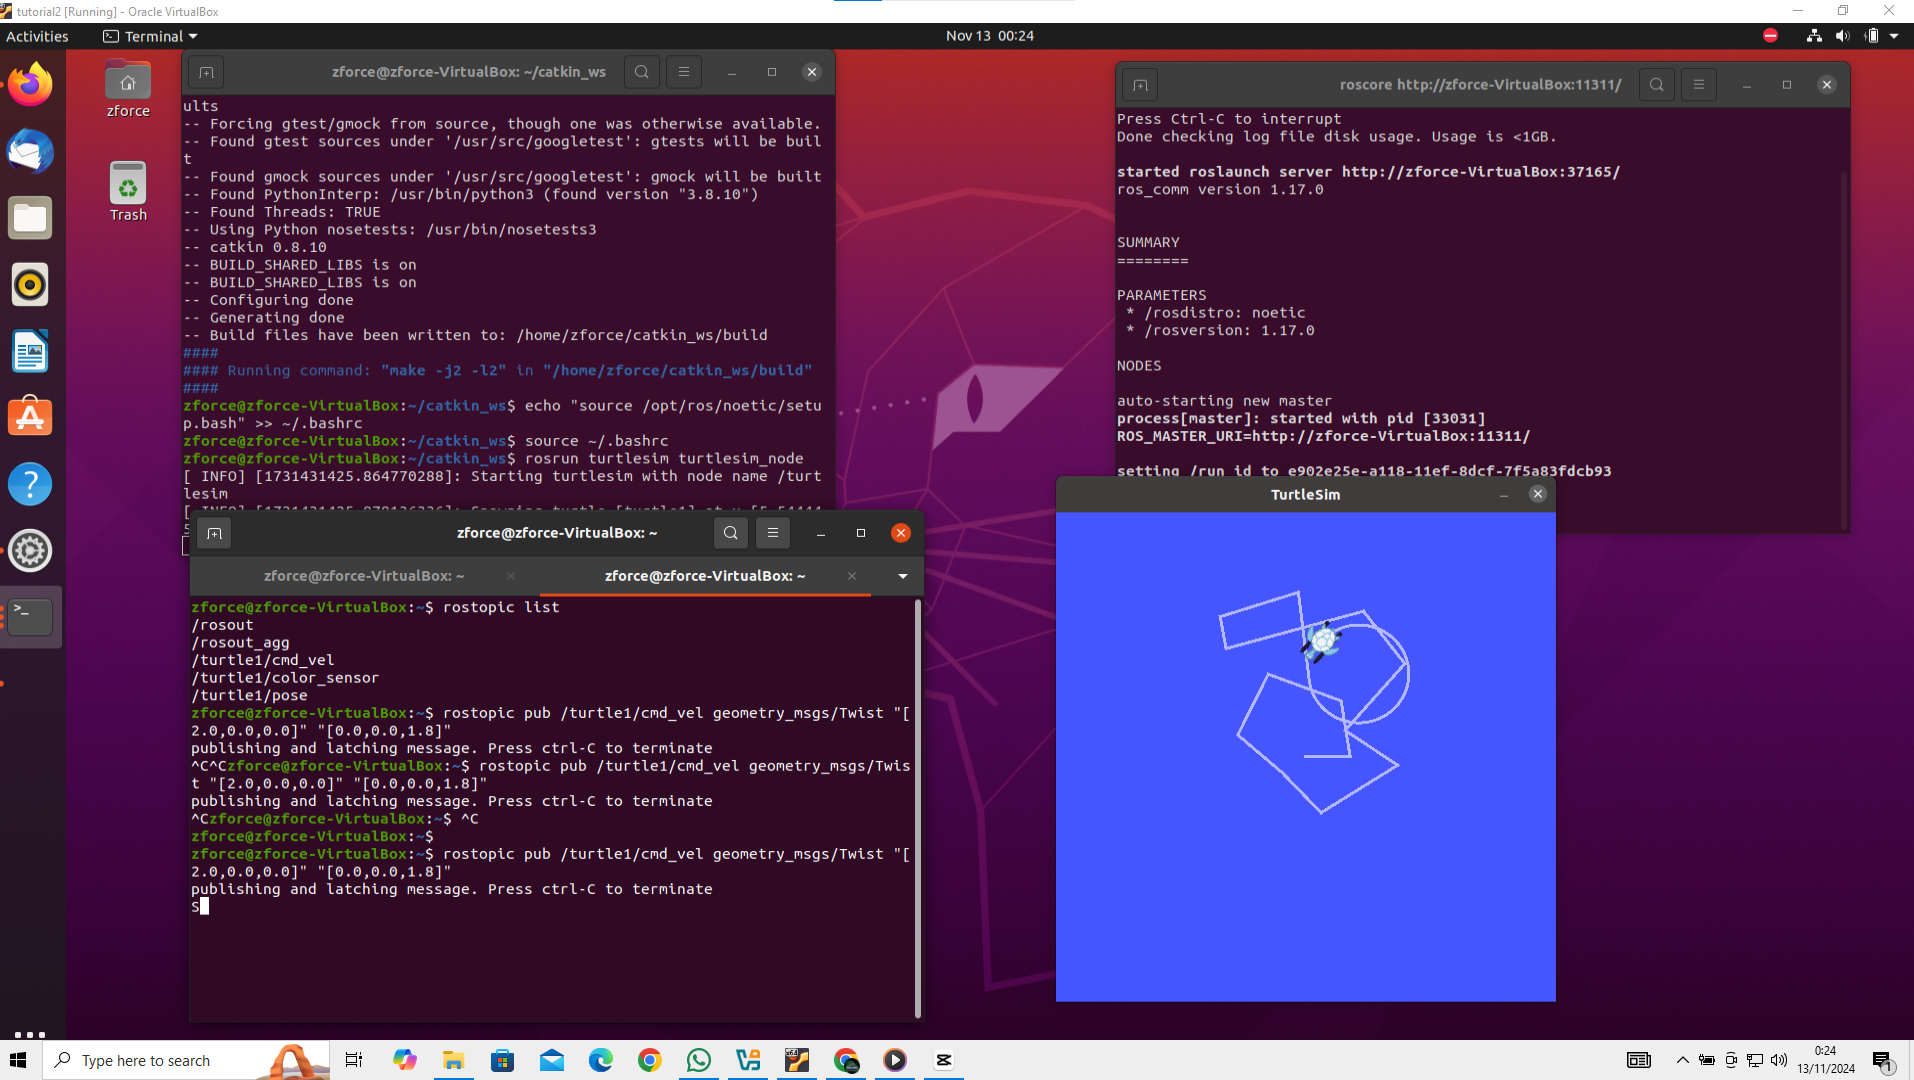 tutorial2 [Running] - Oracle VirtualBox
Activities
Terminal
Nov 13 00:24
zforce
Trash
zforce@zforce-VirtualBox: ~/catkin_ws
ults
-- Forcing gtest/gmock from source, though one was otherwise available.
-- Found gtest sources under '/usr/src/googletest': gtests will be buil
t
-- Found gmock sources under '/usr/src/googletest': gmock will be built
-- Found PythonInterp: /usr/bin/python3 (found version "3.8.10")
-- Found Threads: TRUE
-- Using Python nosetests: /usr/bin/nosetests3
-- catkin 0.8.10
-- BUILD_SHARED_LIBS is on
-- BUILD_SHARED_LIBS is on
-- Configuring done
-- Generating done
-- Build files have been written to: /home/zforce/catkin_ws/build
####
#### Running command: "make -j2 -l2" in "/home/zforce/catkin_ws/build"
####
zforce@zforce-VirtualBox:~/catkin_ws$ echo "source /opt/ros/noetic/setu
p.bash" >> ~/.bashrc
zforce@zforce-VirtualBox:~/catkin_ws$ source ~/.bashrc
zforce@zforce-VirtualBox:~/catkin_ws$ rosrun turtlesim turtlesim_node
[ INFO] [1731431425.864770288]: Starting turtlesim with node name /turt
lesim
roscore http://zforce-VirtualBox:11311/
Press Ctrl-C to interrupt
Done checking log file disk usage. Usage is <1GB.
started roslaunch server http://zforce-VirtualBox:37165/
ros_comm version 1.17.0
SUMMARY
========
PARAMETERS
* /rosdistro: noetic
* /rosversion: 1.17.0
NODES
auto-starting new master
process[master]: started with pid [33031]
ROS_MASTER_URI=http://zforce-VirtualBox:11311/
setting /run_id to e902e25e-a118-11ef-8dcf-7f5a83fdcb93
TurtleSim
zforce@zforce-VirtualBox: ~
zforce@zforce-VirtualBox: ~
zforce@zforce-VirtualBox: ~
zforce@zforce-VirtualBox:~$ rostopic list
/rosout
/rosout_agg
/turtle1/cmd_vel
/turtle1/color_sensor
/turtle1/pose
zforce@zforce-VirtualBox:~$ rostopic pub /turtle1/cmd_vel geometry_msgs/Twist "[
2.0,0.0,0.0]" "[0.0,0.0,1.8]"
publishing and latching message. Press ctrl-C to terminate
^C^Czforce@zforce-VirtualBox:~$ rostopic pub /turtle1/cmd_vel geometry_msgs/Twis
t "[2.0,0.0,0.0]" "[0.0,0.0,1.8]"
publishing and latching message. Press ctrl-C to terminate
^Czforce@zforce-VirtualBox:~$ ^C
zforce@zforce-VirtualBox:~$
zforce@zforce-VirtualBox:~$ rostopic pub /turtle1/cmd_vel geometry_msgs/Twist "[
2.0,0.0,0.0]" "[0.0,0.0,1.8]"
publishing and latching message. Press ctrl-C to terminate
S
Type here to search
0:24
13/11/2024